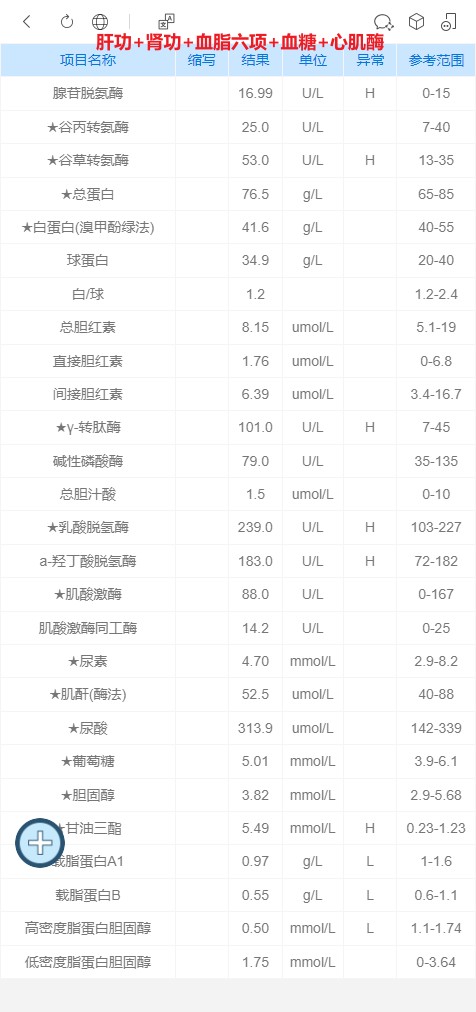 肝功+肾功+血脂六项+血糖+心肌酶
项目名称 缩写 结果 单位 异常 参考范围
腺苷脱氨酶 16.99 U/L H 0-15
★谷丙转氨酶 25.0 U/L 7-40
★谷草转氨酶 53.0 U/L H 13-35
★总蛋白 76.5 g/L 65-85
★白蛋白(溴甲酚绿法) 41.6 g/L 40-55
球蛋白 34.9 g/L 20-40
白/球 1.2 1.2-2.4
总胆红素 8.15 umol/L 5.1-19
直接胆红素 1.76 umol/L 0-6.8
间接胆红素 6.39 umol/L 3.4-16.7
★γ-转肽酶 101.0 U/L H 7-45
碱性磷酸酶 79.0 U/L 35-135
总胆汁酸 1.5 umol/L 0-10
★乳酸脱氢酶 239.0 U/L H 103-227
a-羟丁酸脱氢酶 183.0 U/L H 72-182
★肌酸激酶 88.0 U/L 0-167
肌酸激酶同工酶 14.2 U/L 0-25
★尿素 4.70 mmol/L 2.9-8.2
★肌酐(酶法) 52.5 umol/L 40-88
★尿酸 313.9 umol/L 142-339
★葡萄糖 5.01 mmol/L 3.9-6.1
★胆固醇 3.82 mmol/L 2.9-5.68
★甘油三酯 5.49 mmol/L H 0.23-1.23
载脂蛋白A1 0.97 g/L L 1-1.6
载脂蛋白B 0.55 g/L L 0.6-1.1
高密度脂蛋白胆固醇 0.50 mmol/L L 1.1-1.74
低密度脂蛋白胆固醇 1.75 mmol/L 0-3.64